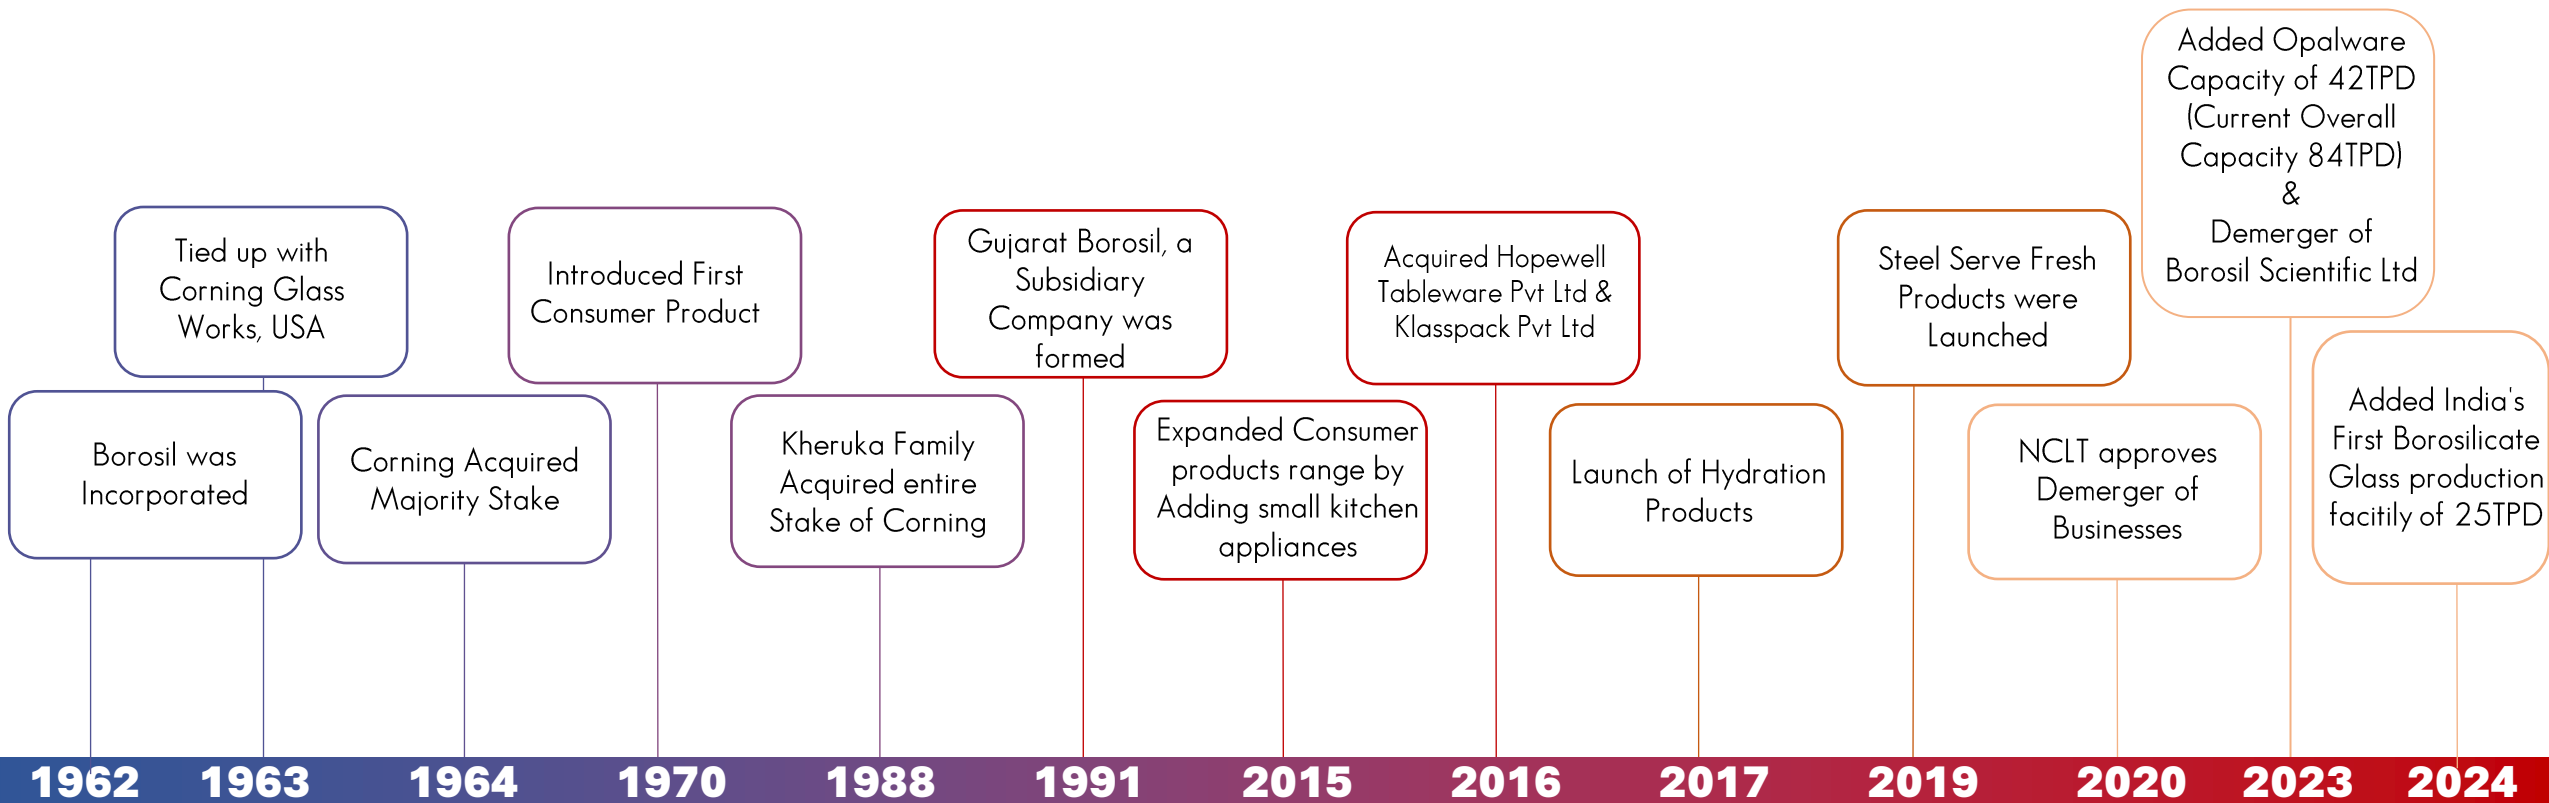 Added Opalware
Capacity of 42TPD
(Current Overall
Capacity 84TPD)
&
Demerger of
Borosil Scientific Ltd
Tied up with
Corning Glass
Works, USA
Introduced First
Consumer Product
Gujarat Borosil, a
Subsidiary
Company was
formed
Acquired Hopewell
Tableware Pvt Ltd &
Klasspack Pvt Ltd
Steel Serve Fresh
Products were
Launched
Borosil was
Incorporated
Corning Acquired
Majority Stake
Kheruka Family
Acquired entire
Stake of Corning
Expanded Consumer
products range by
Adding small kitchen
appliances
Launch of Hydration
Products
NCLT approves
Demerger of
Businesses
Added India's
First Borosilicate
Glass production
facitily of 25TPD
1962 1963 1964 1970 1988 1991 2015 2016 2017 2019 2020 2023 2024